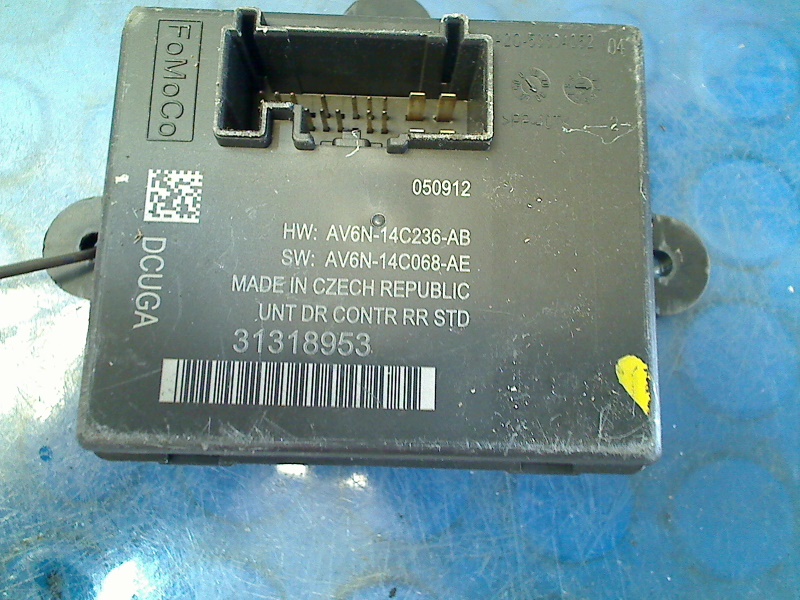 FoMoCo
04
050912
HW: AV6N-14C236-AB
SW: AV6N-14C068-AE
MADE IN CZECH REPUBLIC
UNT DR CONTR RR STD
31318953
DCUGA